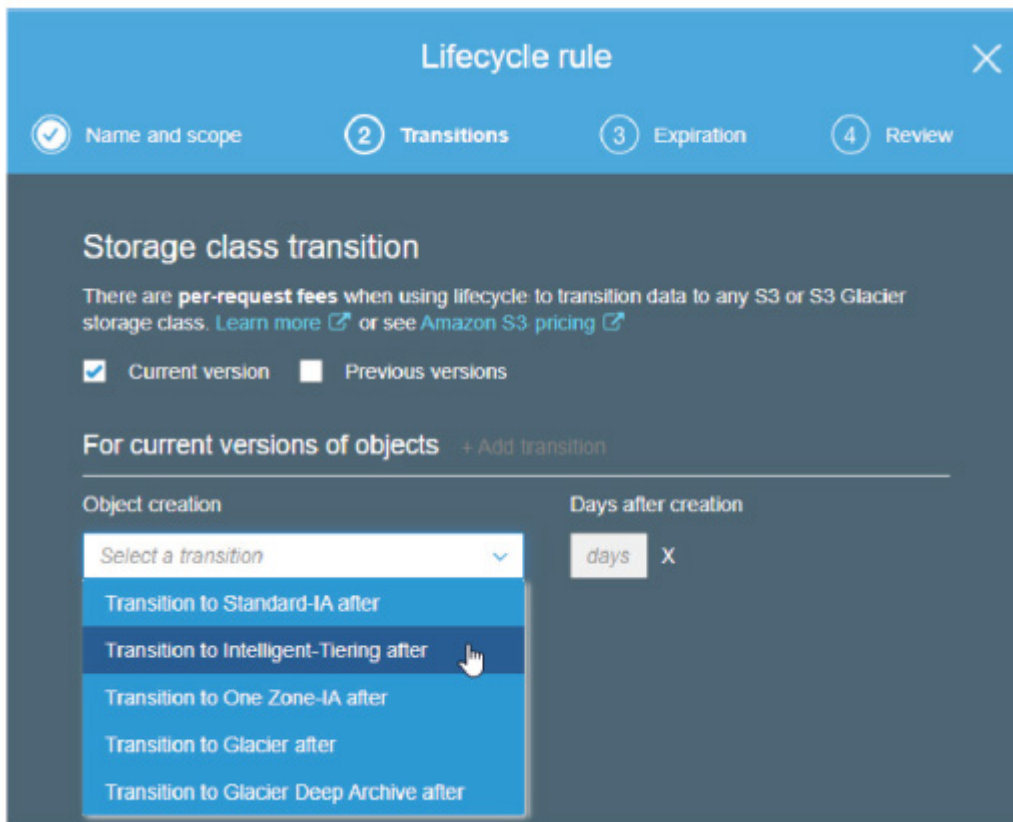 Lifecycle rule
Name and scope
2 Transitions
3 Expiration
4 Review
Storage class transition
There are per-request fees when using lifecycle to transition data to any S3 or S3 Glacier
storage class. Learn more or see Amazon S3 pricing
Current version Previous versions
For current versions of objects + Add transition
Object creation Days after creation
Select a transition days X
Transition to Standard-IA after
Transition to Intelligent-Tiering after
Transition to One Zone-IA after
Transition to Glacier after
Transition to Glacier Deep Archive after